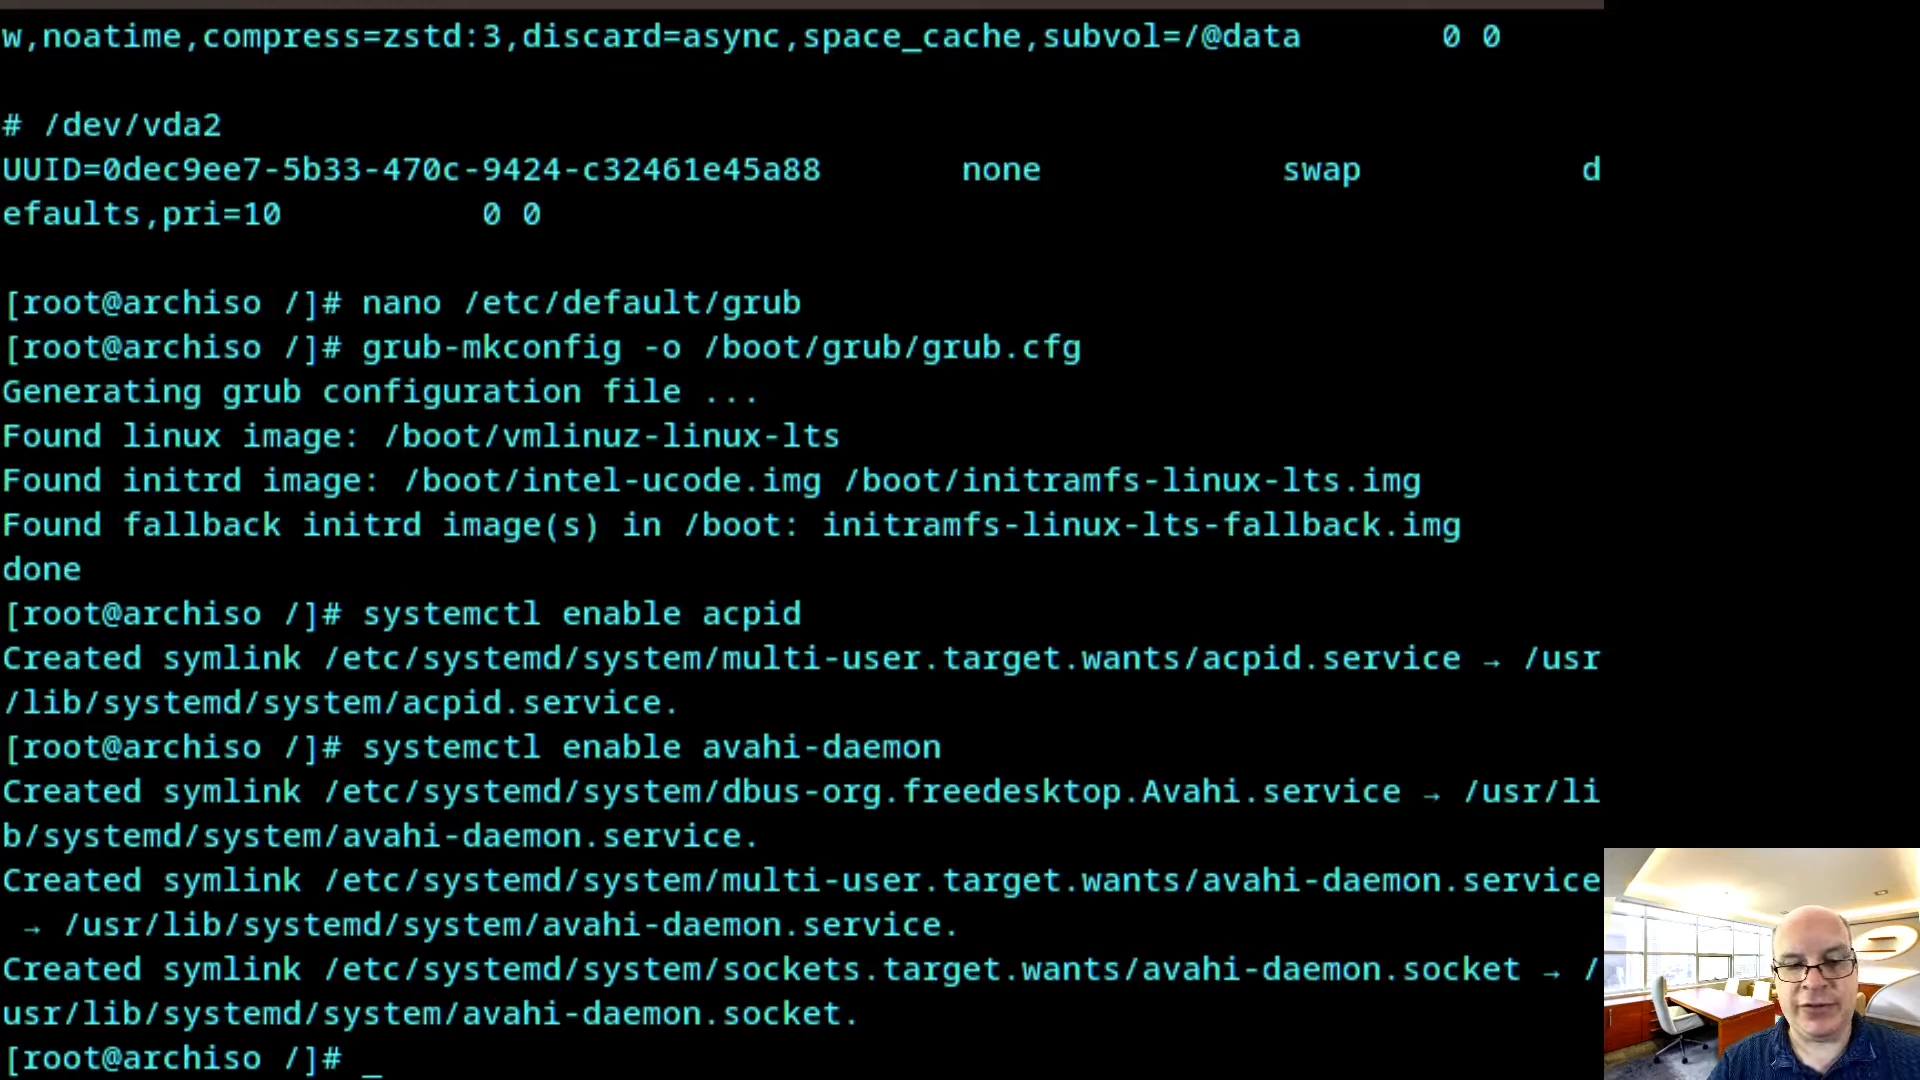 w,noatime,compress=zstd:3,discard=async,space_cache,subvol=/@data 0 0
# /dev/vda2
UUID=0dec9ee7-5b33-470c-9424-c32461e45a88 none swap d
efaults,pri=10 0 0
[root@archiso /]# nano /etc/default/grub
[root@archiso /]# grub-mkconfig -o /boot/grub/grub.cfg
Generating grub configuration file ...
Found linux image: /boot/vmlinuz-linux-lts
Found initrd image: /boot/intel-ucode.img /boot/initramfs-linux-lts.img
Found fallback initrd image(s) in /boot: initramfs-linux-lts-fallback.img
done
[root@archiso /]# systemctl enable acpid
Created symlink /etc/systemd/system/multi-user.target.wants/acpid.service → /usr
/lib/systemd/system/acpid.service.
[root@archiso /]# systemctl enable avahi-daemon
Created symlink /etc/systemd/system/dbus-org.freedesktop.Avahi.service → /usr/li
b/systemd/system/avahi-daemon.service.
Created symlink /etc/systemd/system/multi-user.target.wants/avahi-daemon.service
→ /usr/lib/systemd/system/avahi-daemon.service.
Created symlink /etc/systemd/system/sockets.target.wants/avahi-daemon.socket → /
usr/lib/systemd/system/avahi-daemon.socket.
[root@archiso /]# _